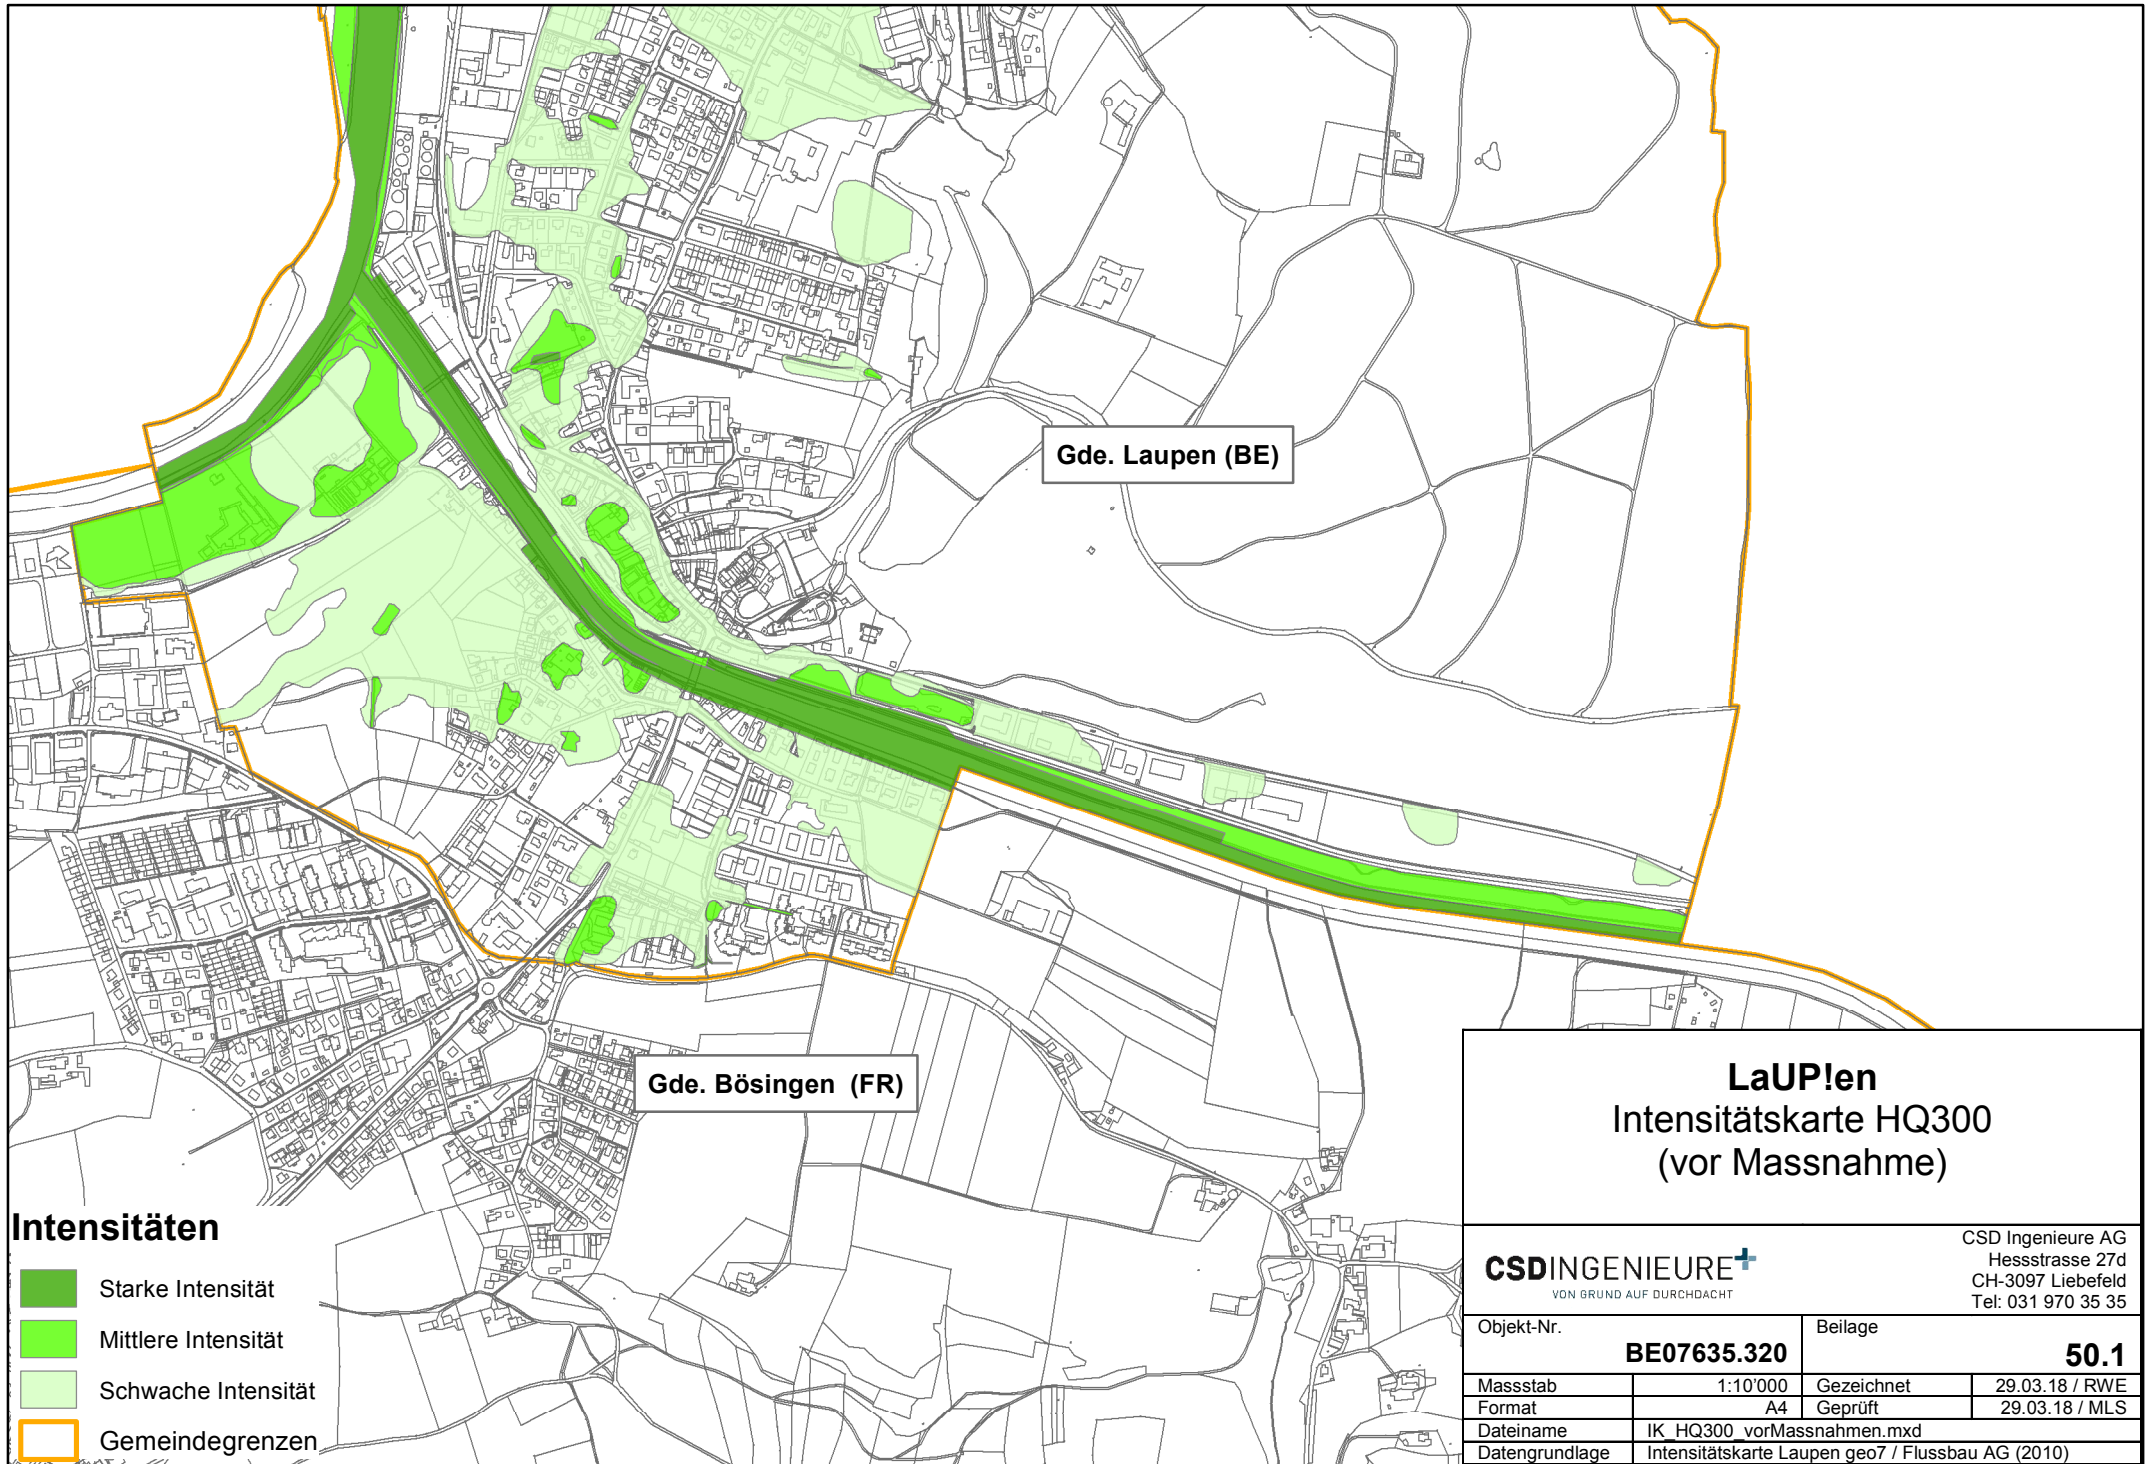 Gde. Laupen (BE)
Gde. Bösingen (FR)
Intensitäten
Starke Intensität
Mittlere Intensität
Schwache Intensität
Gemeindegrenzen
LaUP!en
Intensitätskarte HQ300
(vor Massnahme)
CSDINGENIEURE+
VON GRUND AUF DURCHDACHT
CSD Ingenieure AG
Hessstrasse 27d
CH-3097 Liebefeld
Tel: 031 970 35 35
Objekt-Nr. BE07635.320 Beilage 50.1
Massstab 1:10'000 Gezeichnet 29.03.18 / RWE
Format A4 Geprüft 29.03.18 / MLS
Dateiname IK_HQ300_vorMassnahmen.mxd
Datengrundlage Intensitätskarte Laupen geo7 / Flussbau AG (2010)